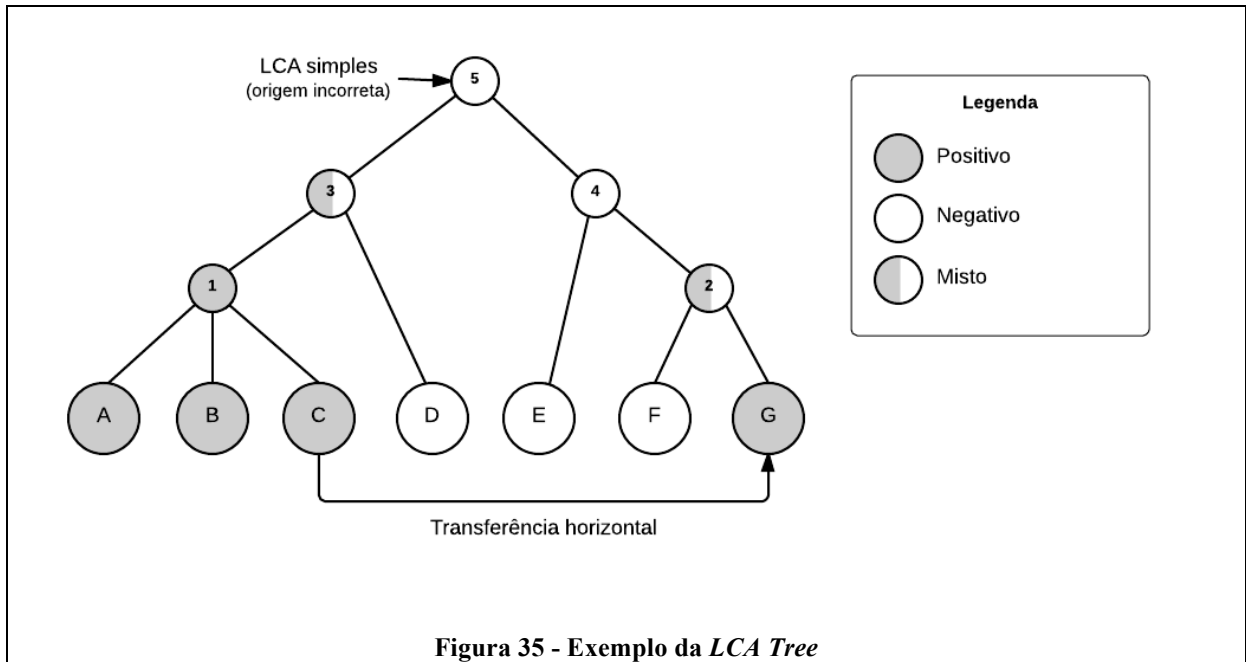 LCA simples
(origem incorreta)
5
Legenda
Positivo
3
4
Negativo
1
2
Misto
A
B
C
D
E
F
G
Transferência horizontal
Figura 35 - Exemplo da LCA Tree